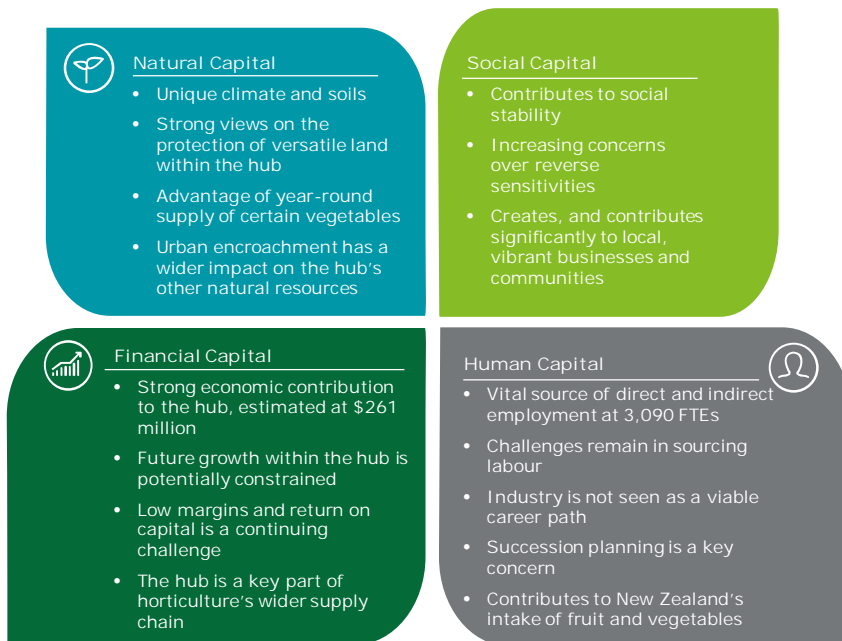 Natural Capital
• Unique climate and soils
• Strong views on the
protection of versatile land
within the hub
• Advantage of year-round
supply of certain vegetables
• Urban encroachment has a
wider impact on the hub's
other natural resources
Social Capital
• Contributes to social
stability
• Increasing concerns
over reverse
sensitivities
• Creates, and contributes
significantly to local,
vibrant businesses and
communities
Financial Capital
• Strong economic contribution
to the hub, estimated at $261
million
• Future growth within the hub is
potentially constrained
• Low margins and return on
capital is a continuing
challenge
• The hub is a key part of
horticulture's wider supply
chain
Human Capital
• Vital source of direct and indirect
employment at 3,090 FTEs
• Challenges remain in sourcing
labour
• Industry is not seen as a viable
career path
• Succession planning is a key
concern
• Contributes to New Zealand's
intake of fruit and vegetables